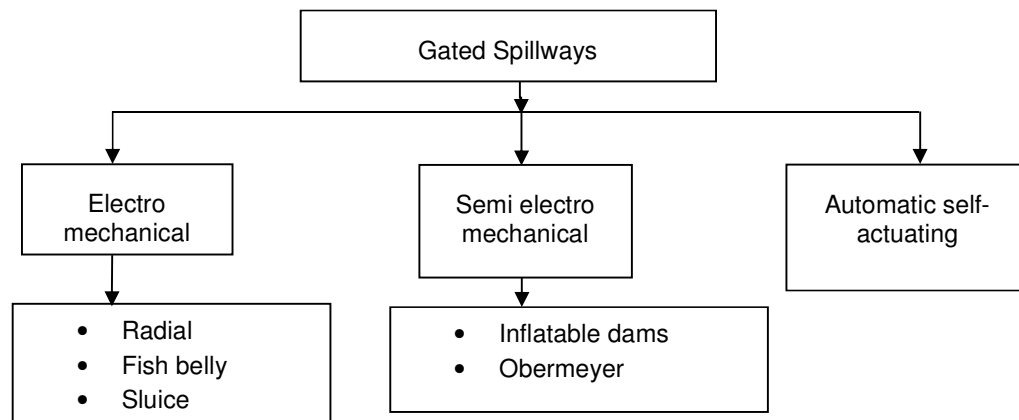 Gated Spillways
Electro
mechanical
Semi electro
mechanical
Automatic self-
actuating
• Radial
• Fish belly
• Sluice
• Inflatable dams
• Obermeyer